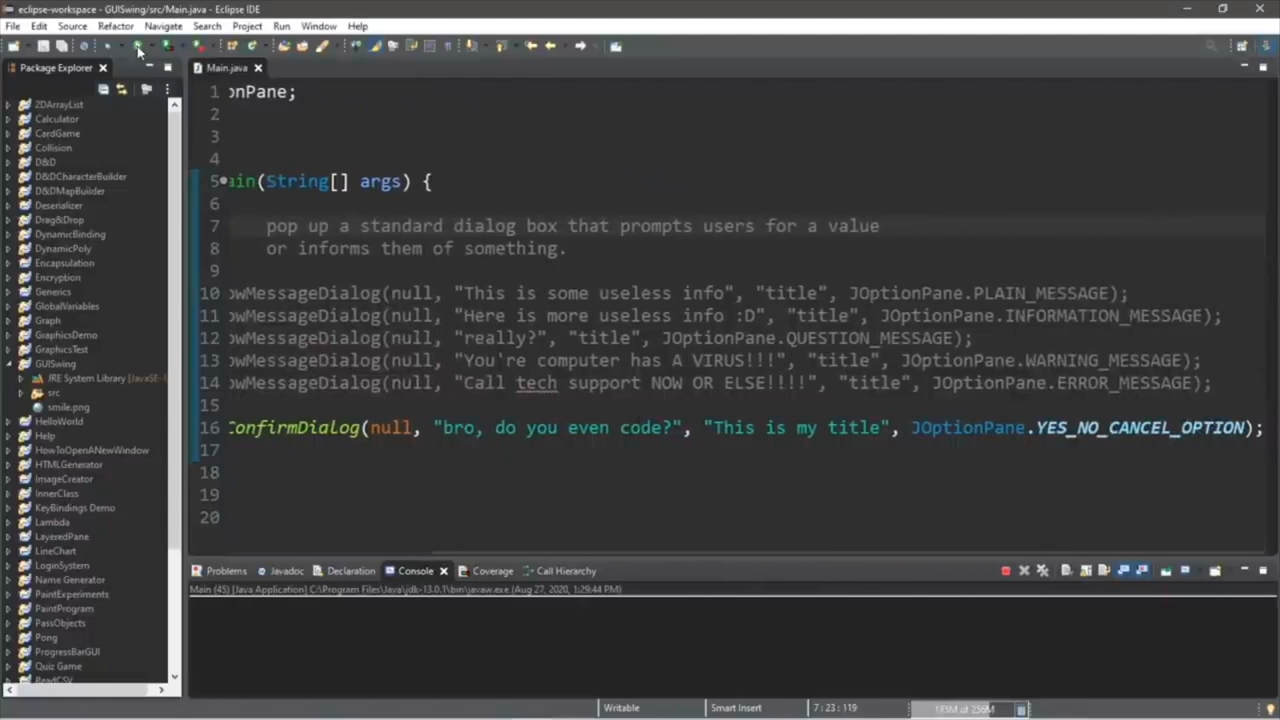 eclipse-workspace - GUISwing/src/Main.java - Eclipse IDE
File Edit Source Refactor Navigate Search Project Run Window Help
Package Explorer
Main.java
2DArrayList
Calculator
CardGame
Collision
D&D
D&DCharacterBuilder
D&DMapBuilder
Deserializer
Drag&Drop
DynamicBinding
DynamicPoly
Encapsulation
Encryption
Generics
GlobalVariables
Graph
GraphicsDemo
GraphicsTest
GUISwing
JRE System Library [JavaSE-
src
smile.png
HelloWorld
Help
HowToOpenANewWindow
HTMLGenerator
ImageCreator
InnerClass
KeyBindings Demo
Lambda
LayeredPane
LineChart
LoginSystem
Name Generator
PaintExperiments
PaintProgram
PassObjects
Pong
ProgressBarGUI
Quiz Game
ReadCSV
1 onPane;
2
3
4
5 ain(String[] args) {
6
7 pop up a standard dialog box that prompts users for a value
8 or informs them of something.
9
10 owMessageDialog(null, "This is some useless info", "title", JOptionPane.PLAIN_MESSAGE);
11 owMessageDialog(null, "Here is more useless info :D", "title", JOptionPane.INFORMATION_MESSAGE);
12 owMessageDialog(null, "really?", "title", JOptionPane.QUESTION_MESSAGE);
13 owMessageDialog(null, "You're computer has A VIRUS!!!", "title", JOptionPane.WARNING_MESSAGE);
14 owMessageDialog(null, "Call tech support NOW OR ELSE!!!!", "title", JOptionPane.ERROR_MESSAGE);
15
16 ConfirmDialog(null, "bro, do you even code?", "This is my title", JOptionPane.YES_NO_CANCEL_OPTION);
17
18
19
20
Problems Javadoc Declaration Console Coverage Call Hierarchy
Main (45) [Java Application] C:\Program Files\Java\jdk-13.0.1\bin\javaw.exe (Aug 27, 2020, 1:29:44 PM)
Writable Smart Insert 7 : 23 : 119 183M of 256M